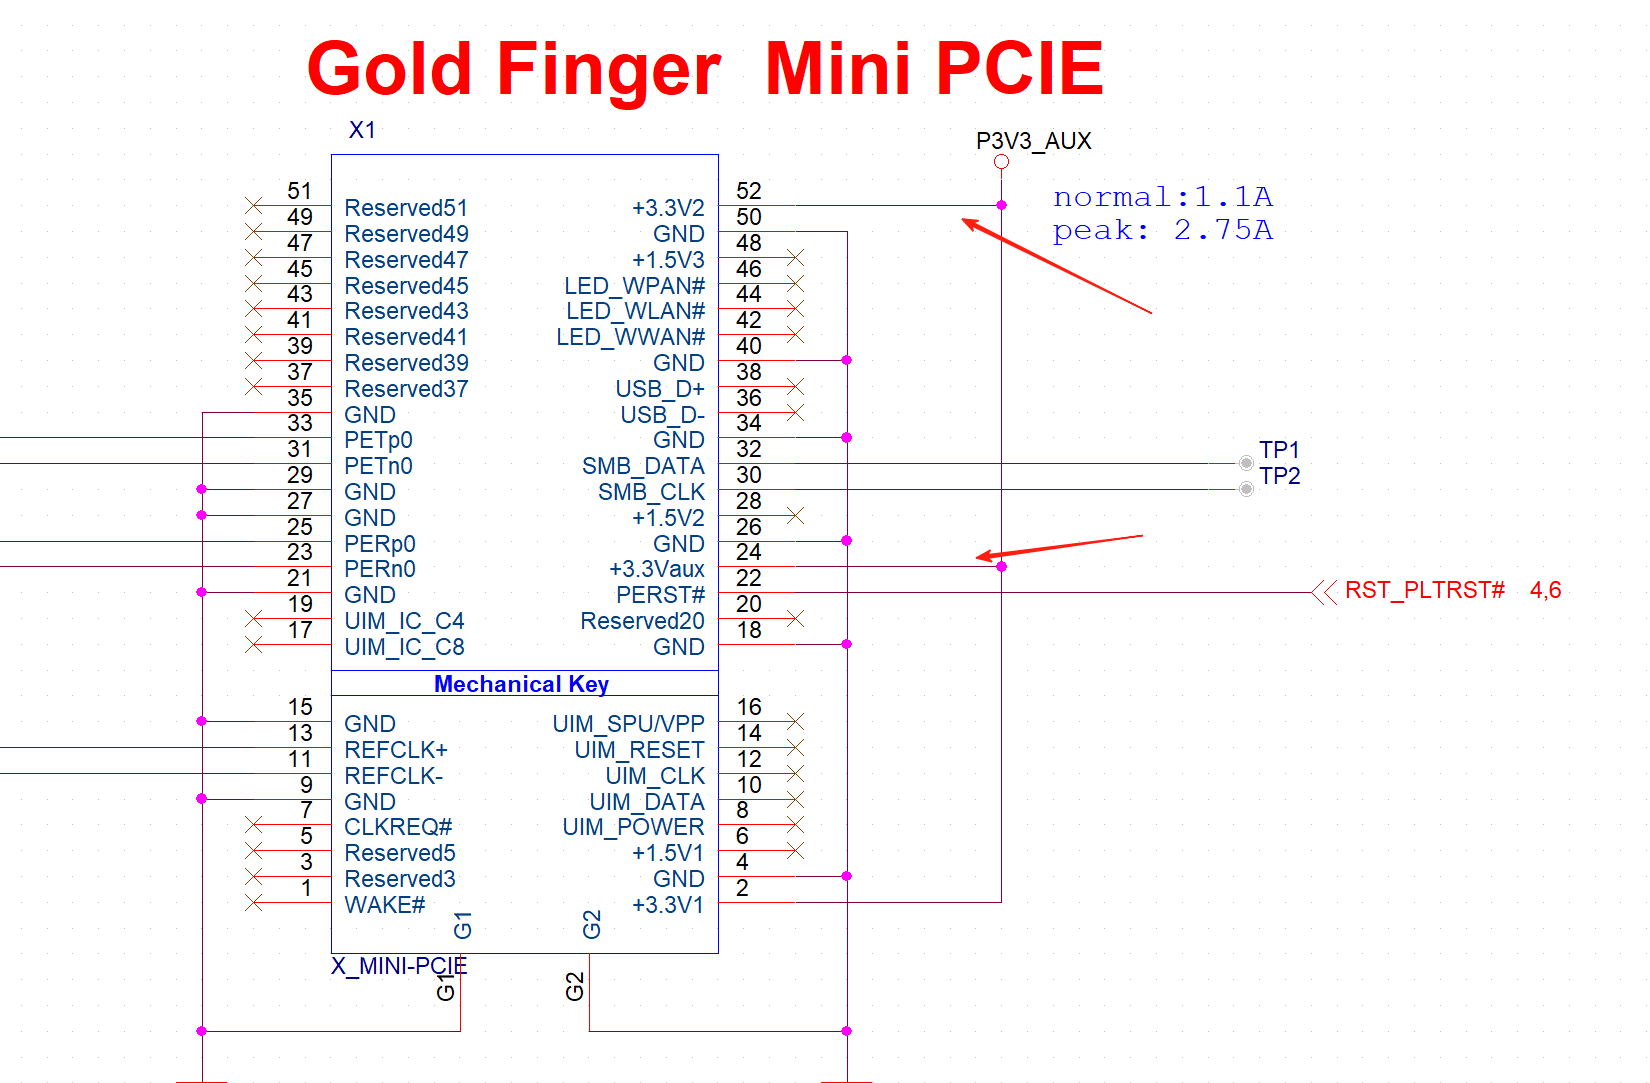 Gold Finger  Mini PCIE
X1
P3V3_AUX
normal:1.1A
peak: 2.75A
51 Reserved51 +3.3V2 52
49 Reserved49 GND 50
47 Reserved47 +1.5V3 48
45 Reserved45 LED_WPAN# 46
43 Reserved43 LED_WLAN# 44
41 Reserved41 LED_WWAN# 42
39 Reserved39 GND 40
37 Reserved37 USB_D+ 38
35 GND USB_D- 36
33 PETp0 GND 34
31 PETn0 SMB_DATA 32 TP1
29 GND SMB_CLK 30 TP2
27 GND +1.5V2 28
25 PERp0 GND 26
23 PERn0 +3.3Vaux 24
21 GND PERST# 22 RST_PLTRST# 4,6
19 UIM_IC_C4 Reserved20 20
17 UIM_IC_C8 GND 18
Mechanical Key
15 GND UIM_SPU/VPP 16
13 REFCLK+ UIM_RESET 14
11 REFCLK- UIM_CLK 12
9 GND UIM_DATA 10
7 CLKREQ# UIM_POWER 8
5 Reserved5 +1.5V1 6
3 Reserved3 GND 4
1 WAKE# +3.3V1 2
G1 G2
X_MINI-PCIE
G1 G2